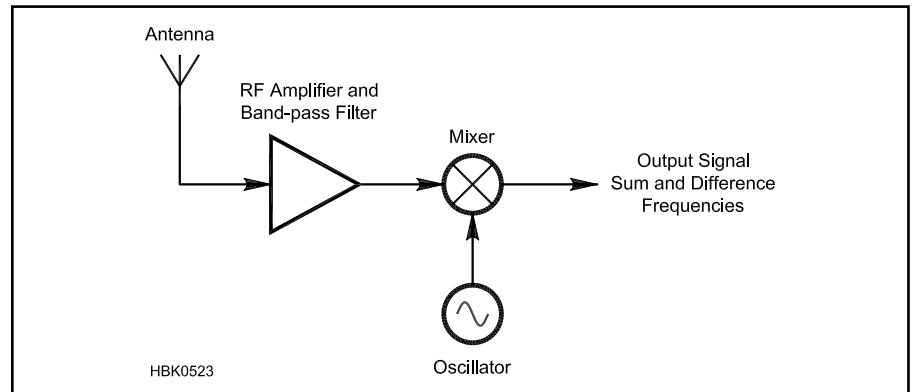 Antenna
RF Amplifier and
Band-pass Filter
Mixer
Output Signal
Sum and Difference
Frequencies
Oscillator
HBK0523